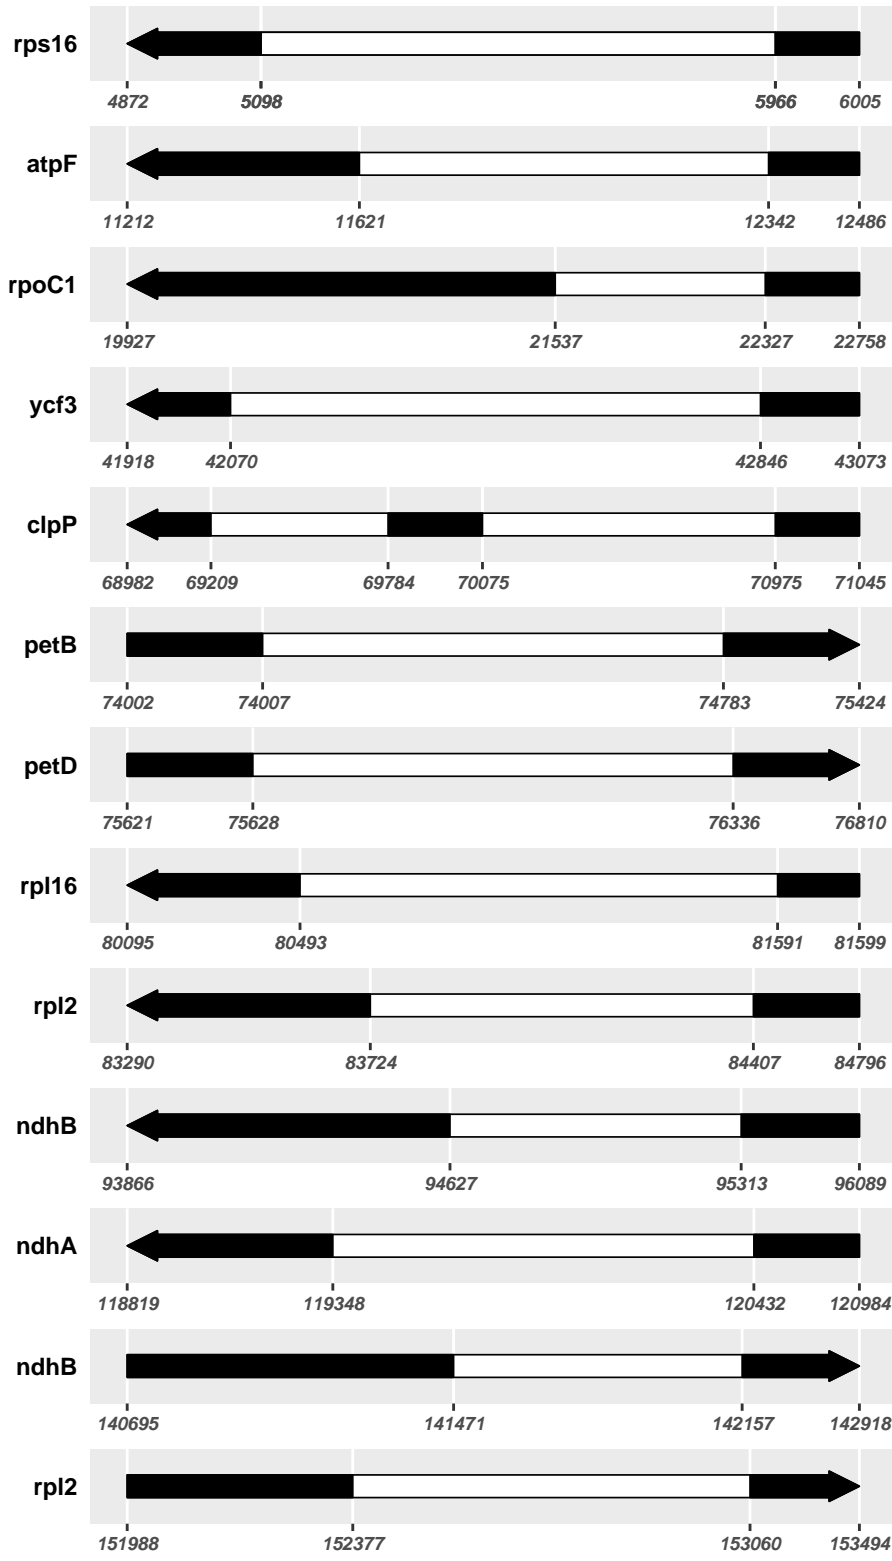 rps16
4872 5098 5966 6005
atpF
11212 11621 12342 12486
rpoC1
19927 21537 22327 22758
ycf3
41918 42070 42846 43073
clpP
68982 69209 69784 70075 70975 71045
petB
74002 74007 74783 75424
petD
75621 75628 76336 76810
rpl16
80095 80493 81591 81599
rpl2
83290 83724 84407 84796
ndhB
93866 94627 95313 96089
ndhA
118819 119348 120432 120984
ndhB
140695 141471 142157 142918
rpl2
151988 152377 153060 153494